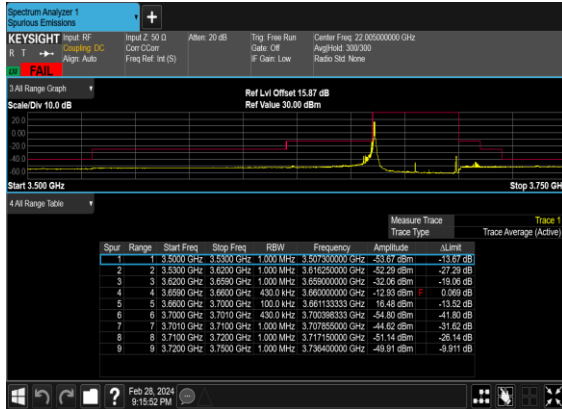 Spectrum Analyzer 1
Spurious Emissions
KEYSIGHT Input: RF Input Z: 50 Ω Atten: 20 dB Trig: Free Run Center Freq: 22.005000000 GHz
R T Coupling: DC Corr CCorr Gate: Off Avg|Hold: 300/300
Align: Auto Freq Ref: Int (S) IF Gain: Low Radio Std: None
LU FAIL
3 All Range Graph Ref Lvl Offset 15.87 dB
Scale/Div 10.0 dB Ref Value 30.00 dBm
20.0
0.00
-20.0
-40.0
-60.0
Start 3.500 GHz Stop 3.750 GH
4 All Range Table
Measure Trace Trace 1
Trace Type Trace Average (Active)
Spur Range Start Freq Stop Freq RBW Frequency Amplitude ΔLimit
1 1 3.5000 GHz 3.5300 GHz 1.000 MHz 3.507300000 GHz -53.67 dBm -13.67 dB
2 2 3.5300 GHz 3.6200 GHz 1.000 MHz 3.616250000 GHz -52.29 dBm -27.29 dB
3 3 3.6200 GHz 3.6590 GHz 1.000 MHz 3.659000000 GHz -32.06 dBm -19.06 dB
4 4 3.6590 GHz 3.6600 GHz 430.0 kHz 3.660000000 GHz -12.93 dBm F 0.069 dB
5 5 3.6600 GHz 3.7000 GHz 100.0 kHz 3.661133333 GHz 16.48 dBm -13.52 dB
6 6 3.7000 GHz 3.7010 GHz 430.0 kHz 3.700398333 GHz -54.80 dBm -41.80 dB
7 7 3.7010 GHz 3.7100 GHz 1.000 MHz 3.707855000 GHz -44.62 dBm -31.62 dB
8 8 3.7100 GHz 3.7200 GHz 1.000 MHz 3.717150000 GHz -51.14 dBm -26.14 dB
9 9 3.7200 GHz 3.7500 GHz 1.000 MHz 3.736400000 GHz -49.91 dBm -9.911 dB
Feb 28, 2024
9:15:52 PM